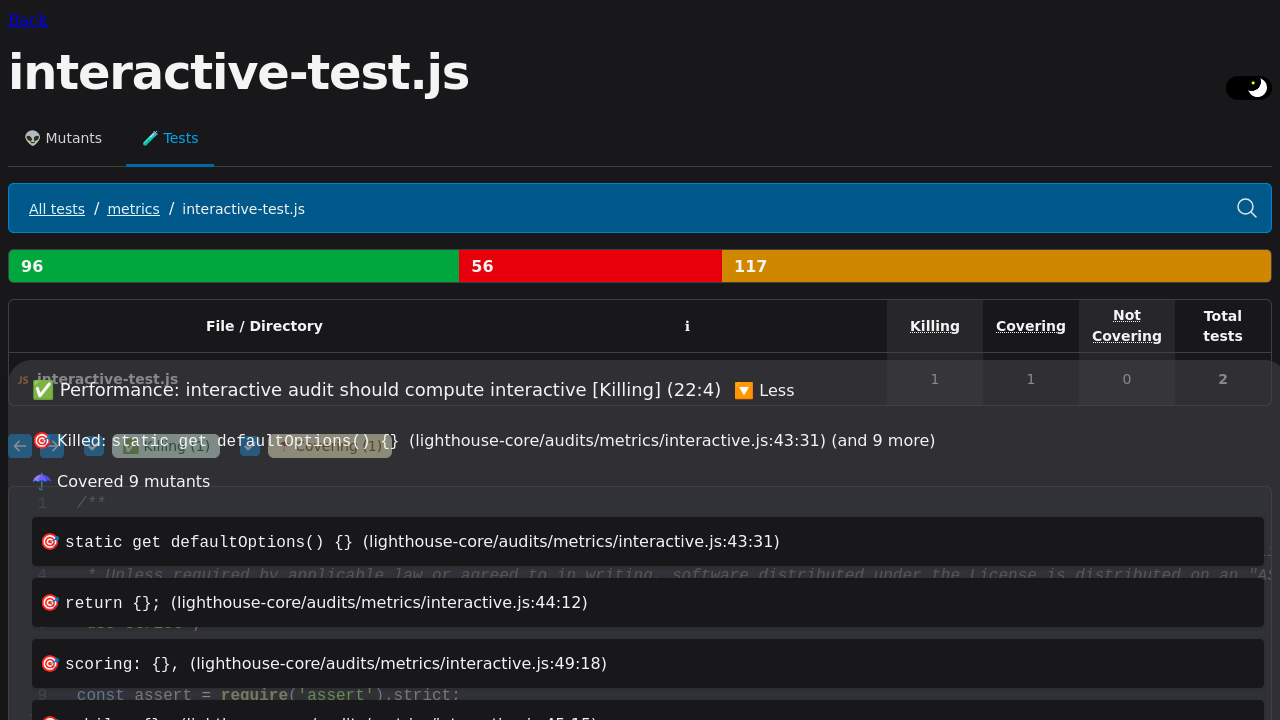 Back
interactive-test.js
👽 Mutants 🧪 Tests
All tests / metrics / interactive-test.js
96 56 117
File / Directory ℹ Killing Covering Not Covering Total tests
JS interactive-test.js 1 1 0 2
✅ Performance: interactive audit should compute interactive [Killing] (22:4) 🔽 Less
✅ Killing (1) ☂ Covering (1)
🎯 Killed: static get defaultOptions() {} (lighthouse-core/audits/metrics/interactive.js:43:31) (and 9 more)
☂️ Covered 9 mutants
1 /**
🎯 static get defaultOptions() {} (lighthouse-core/audits/metrics/interactive.js:43:31)
4 * Unless required by applicable law or agreed to in writing, software distributed under the License is distributed on an "AS
🎯 return {}; (lighthouse-core/audits/metrics/interactive.js:44:12)
🎯 scoring: {}, (lighthouse-core/audits/metrics/interactive.js:49:18)
9 const assert = require('assert').strict;